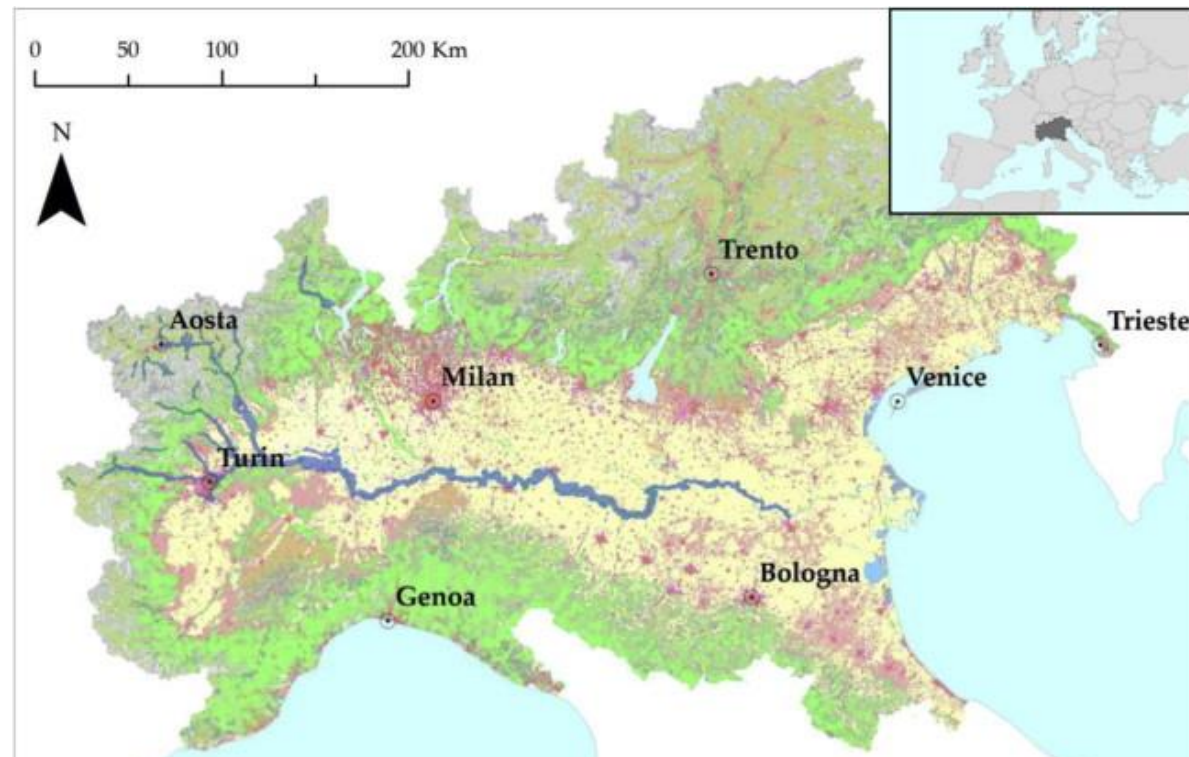 0 50 100 200 Km
N
Trento
Aosta
Trieste
Milan
Venice
Turin
Bologna
Genoa